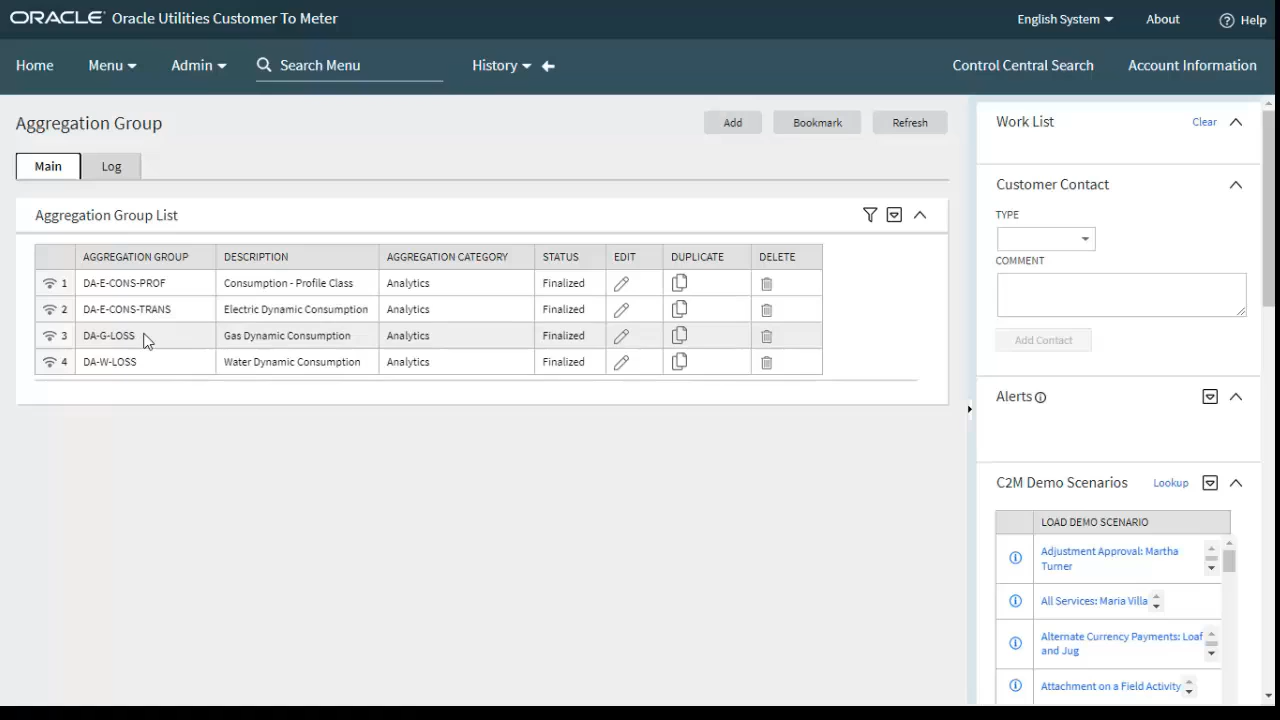 ORACLE Oracle Utilities Customer To Meter
English System About Help
Home Menu Admin Search Menu History Control Central Search Account Information
Aggregation Group
Add Bookmark Refresh
Main Log
Aggregation Group List
AGGREGATION GROUP DESCRIPTION AGGREGATION CATEGORY STATUS EDIT DUPLICATE DELETE
1 DA-E-CONS-PROF Consumption - Profile Class Analytics Finalized
2 DA-E-CONS-TRANS Electric Dynamic Consumption Analytics Finalized
3 DA-G-LOSS Gas Dynamic Consumption Analytics Finalized
4 DA-W-LOSS Water Dynamic Consumption Analytics Finalized
Work List Clear
Customer Contact
TYPE
COMMENT
Add Contact
Alerts
C2M Demo Scenarios Lookup
LOAD DEMO SCENARIO
Adjustment Approval: Martha
Turner
All Services: Maria Villa
Alternate Currency Payments: Loaf
and Jug
Attachment on a Field Activity